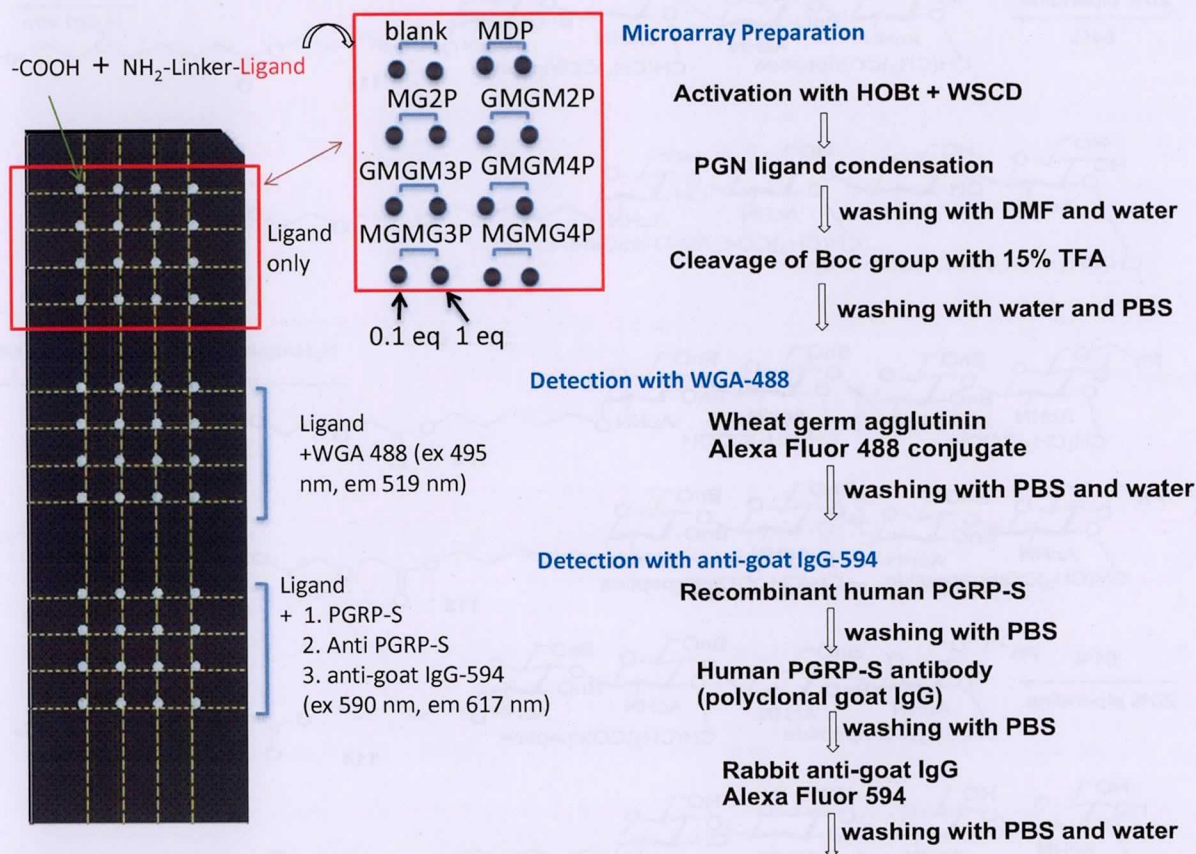 blank MDP
-COOH + NH2-Linker-Ligand
MG2P GMGM2P
GMGM3P GMGM4P
MGMG3P MGMG4P
0.1 eq 1 eq
Ligand
only
Ligand
+WGA 488 (ex 495
nm, em 519 nm)
Ligand
+ 1. PGRP-S
2. Anti PGRP-S
3. anti-goat IgG-594
(ex 590 nm, em 617 nm)
Microarray Preparation
Activation with HOBt + WSCD
PGN ligand condensation
washing with DMF and water
Cleavage of Boc group with 15% TFA
washing with water and PBS
Detection with WGA-488
Wheat germ agglutinin
Alexa Fluor 488 conjugate
washing with PBS and water
Detection with anti-goat IgG-594
Recombinant human PGRP-S
washing with PBS
Human PGRP-S antibody
(polyclonal goat IgG)
washing with PBS
Rabbit anti-goat IgG
Alexa Fluor 594
washing with PBS and water